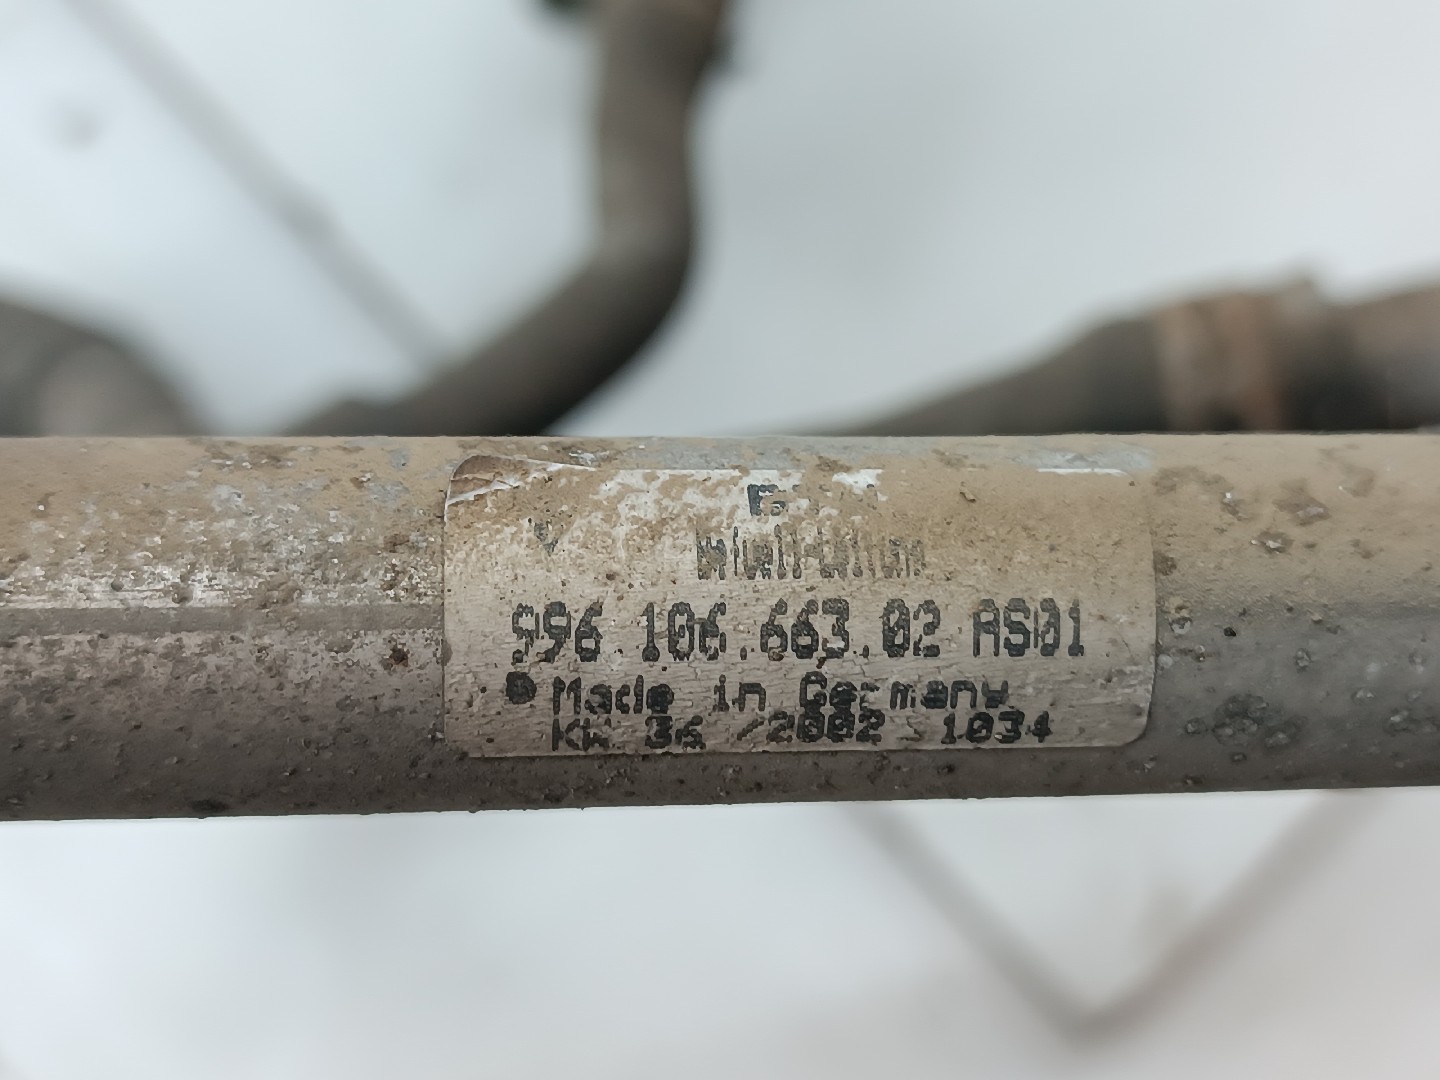 996 106.663.02 AS01
Made in Germany
KW 36 /2002 1034